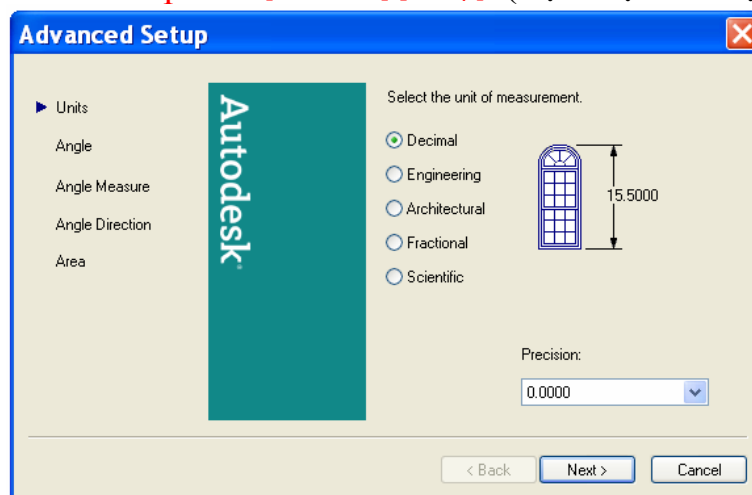 Advanced Setup
Units
Angle
Angle Measure
Angle Direction
Area
Autodesk
Select the unit of measurement.
Decimal
Engineering
Architectural
Fractional
Scientific
15.5000
Precision:
0.0000
< Back
Next >
Cancel